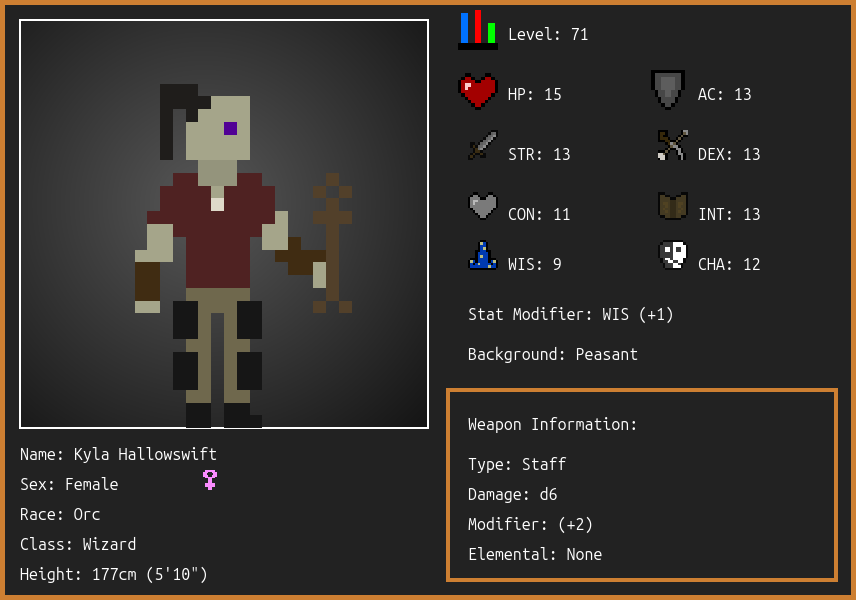 Level: 71
HP: 15
AC: 13
STR: 13
DEX: 13
CON: 11
INT: 13
WIS: 9
CHA: 12
Stat Modifier: WIS (+1)
Background: Peasant
Weapon Information:
Type: Staff
Damage: d6
Modifier: (+2)
Elemental: None
Name: Kyla Hallowswift
Sex: Female
Race: Orc
Class: Wizard
Height: 177cm (5'10")